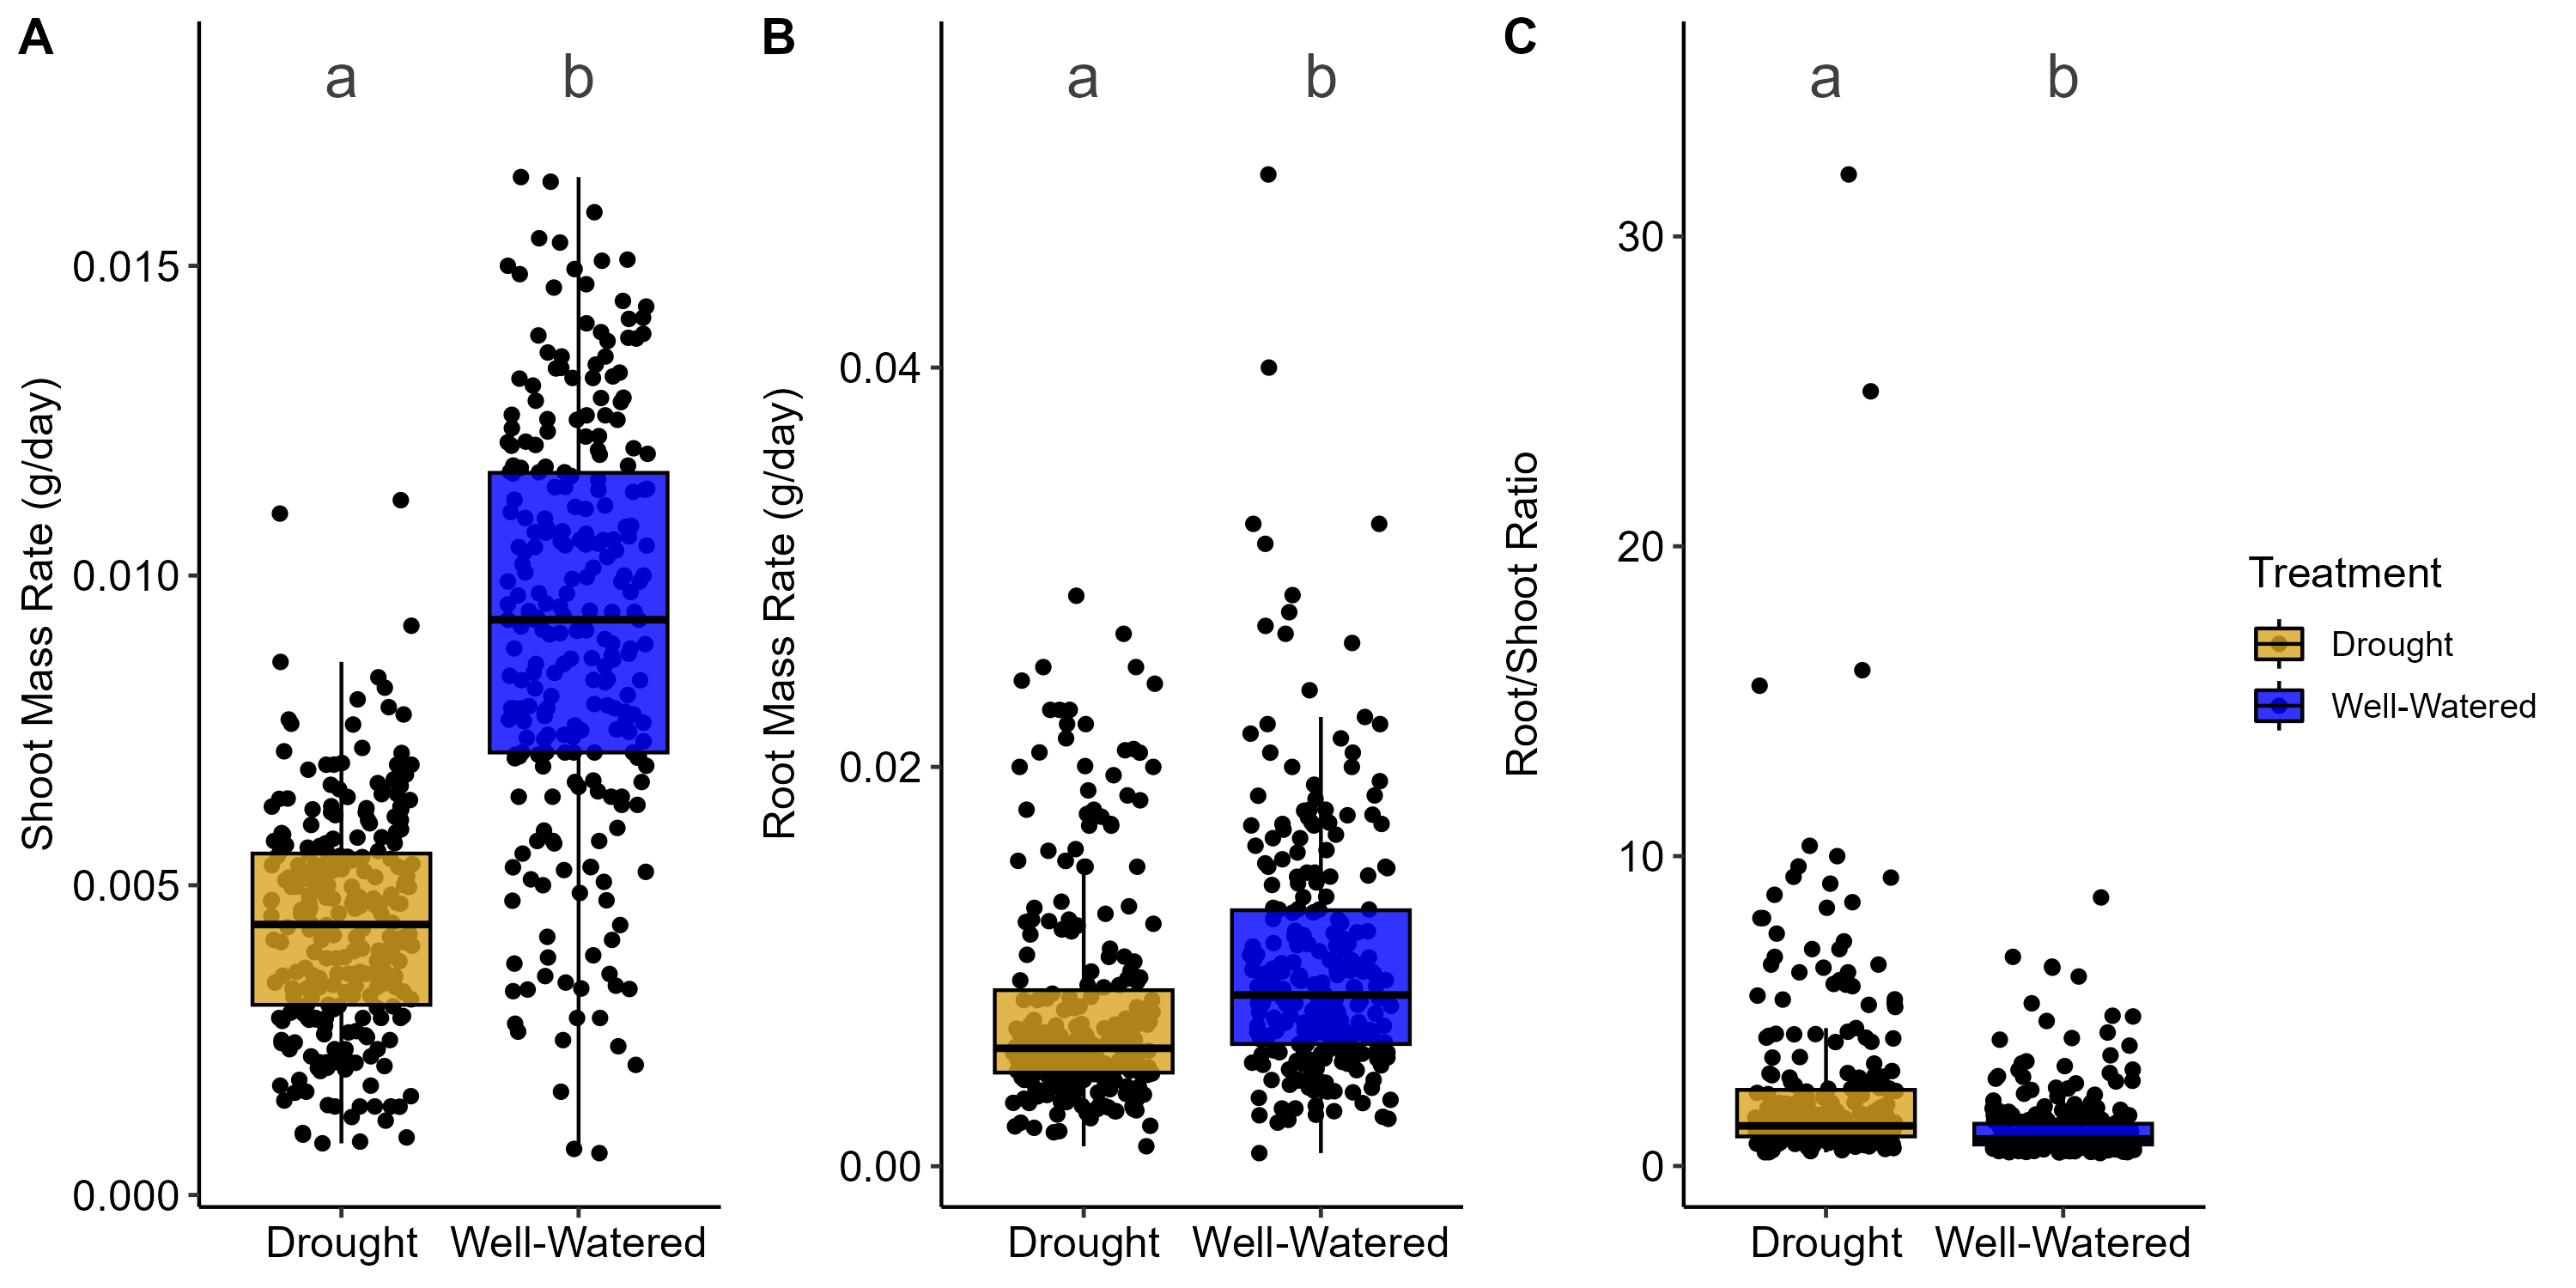 A
a
b
Shoot Mass Rate (g/day)
0.015
0.010
0.005
0.000
Drought
Well-Watered
B
a
b
Root Mass Rate (g/day)
0.04
0.02
0.00
Drought
Well-Watered
C
a
b
Root/Shoot Ratio
30
20
10
0
Drought
Well-Watered
Treatment
Drought
Well-Watered